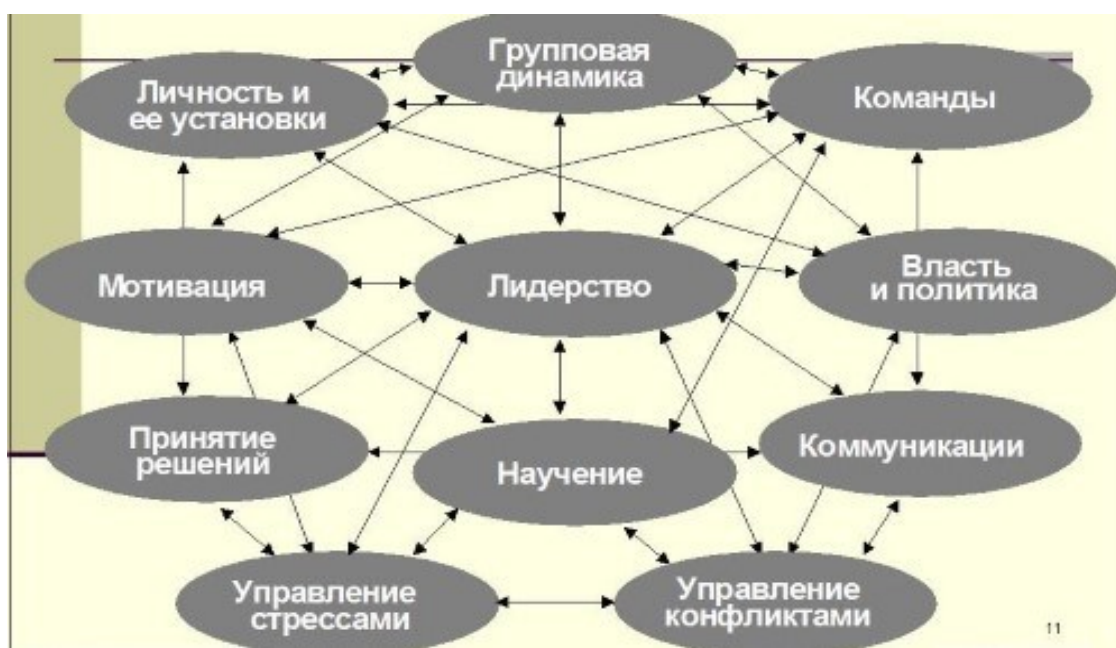 Групповая
динамика
Личность и
ее установки
Команды
Мотивация
Лидерство
Власть
и политика
Принятие
решений
Научение
Коммуникации
Управление
стрессами
Управление
конфликтами
11